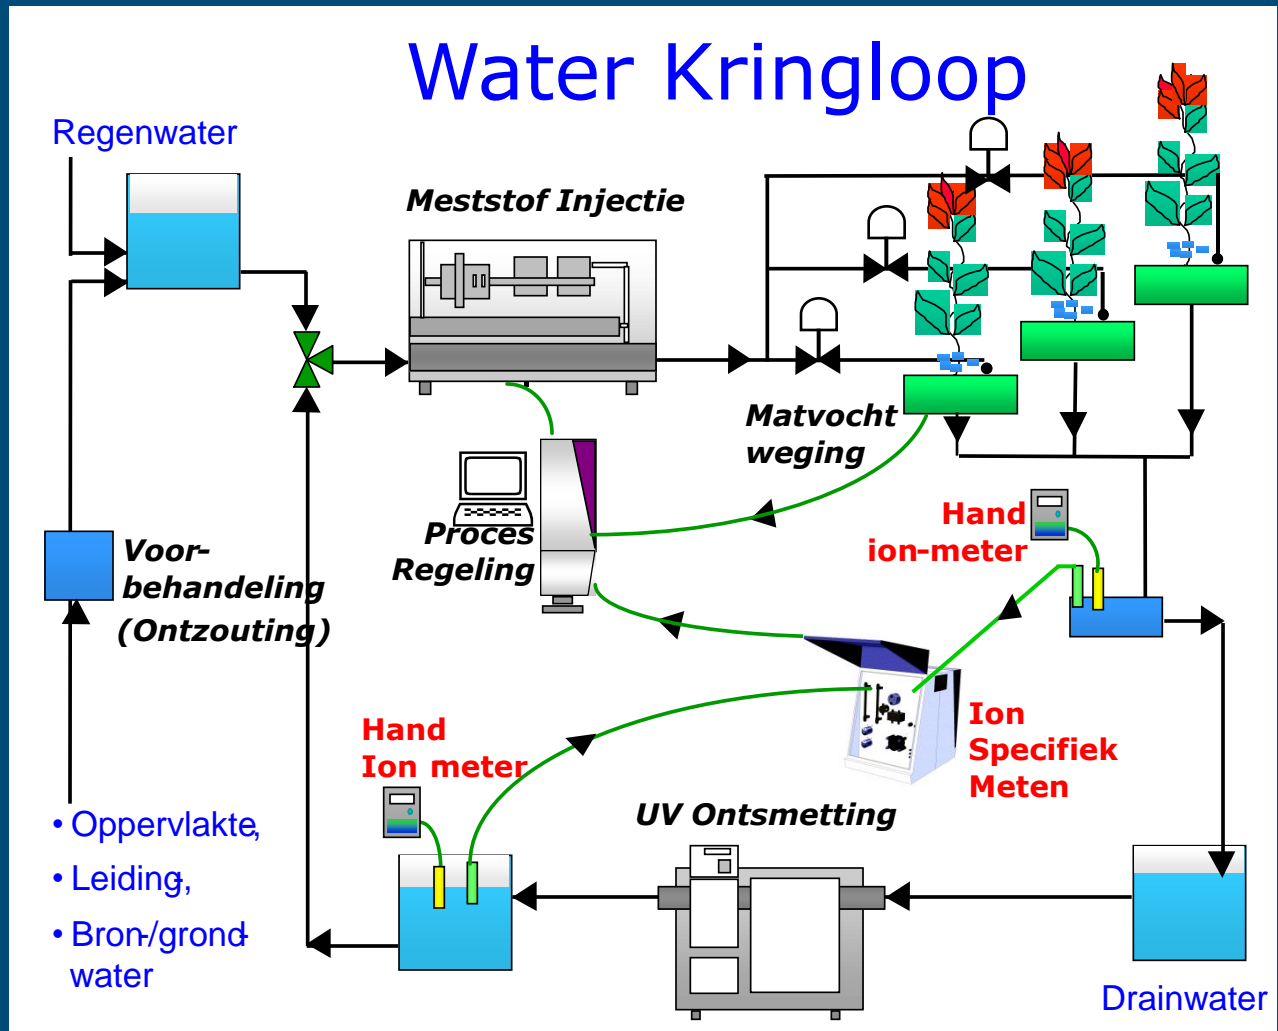 Water Kringloop
Regenwater
Meststof Injectie
Matvocht
weging
Hand
ion-meter
Proces
Regeling
Voor-
behandeling
(Ontzouting)
Hand
Ion meter
Ion
Specifiek
Meten
UV Ontsmetting
• Oppervlakte,
• Leiding-,
• Bron-/grond-
water
Drainwater